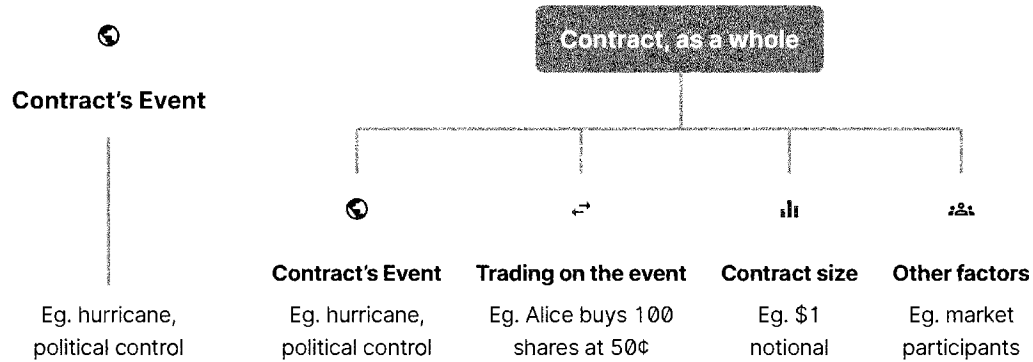 Contract's Event
Eg. hurricane,
political control
Contract, as a whole
Contract's Event
Eg. hurricane,
political control
Trading on the event
Eg. Alice buys 100
shares at 50¢
Contract size
Eg. $1
notional
Other factors
Eg. market
participants